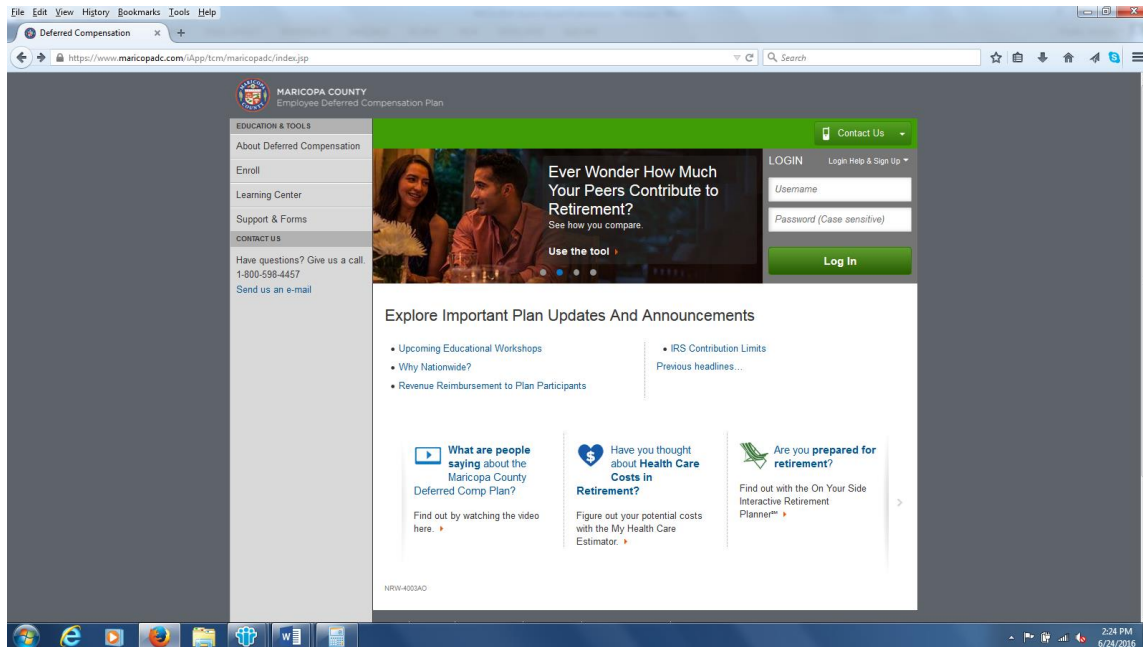 File Edit View History Bookmarks Tools Help
Deferred Compensation × +
https://www.maricopadc.com/iApp/tcm/maricopadc/index.jsp
Search
MARICOPA COUNTY
Employee Deferred Compensation Plan
EDUCATION & TOOLS
About Deferred Compensation
Enroll
Learning Center
Support & Forms
CONTACT US
Have questions? Give us a call.
1-800-598-4457
Send us an e-mail
Contact Us
Ever Wonder How Much
Your Peers Contribute to
Retirement?
See how you compare.
Use the tool
LOGIN Login Help & Sign Up
Username
Password (Case sensitive)
Log In
Explore Important Plan Updates And Announcements
• Upcoming Educational Workshops
• Why Nationwide?
• Revenue Reimbursement to Plan Participants
• IRS Contribution Limits
Previous headlines...
What are people
saying about the
Maricopa County
Deferred Comp Plan?
Find out by watching the video
here.
Have you thought
about Health Care
Costs in
Retirement?
Figure out your potential costs
with the My Health Care
Estimator.
Are you prepared for
retirement?
Find out with the On Your Side
Interactive Retirement
Planner℠
NRW-4003AO
2:24 PM
6/24/2016